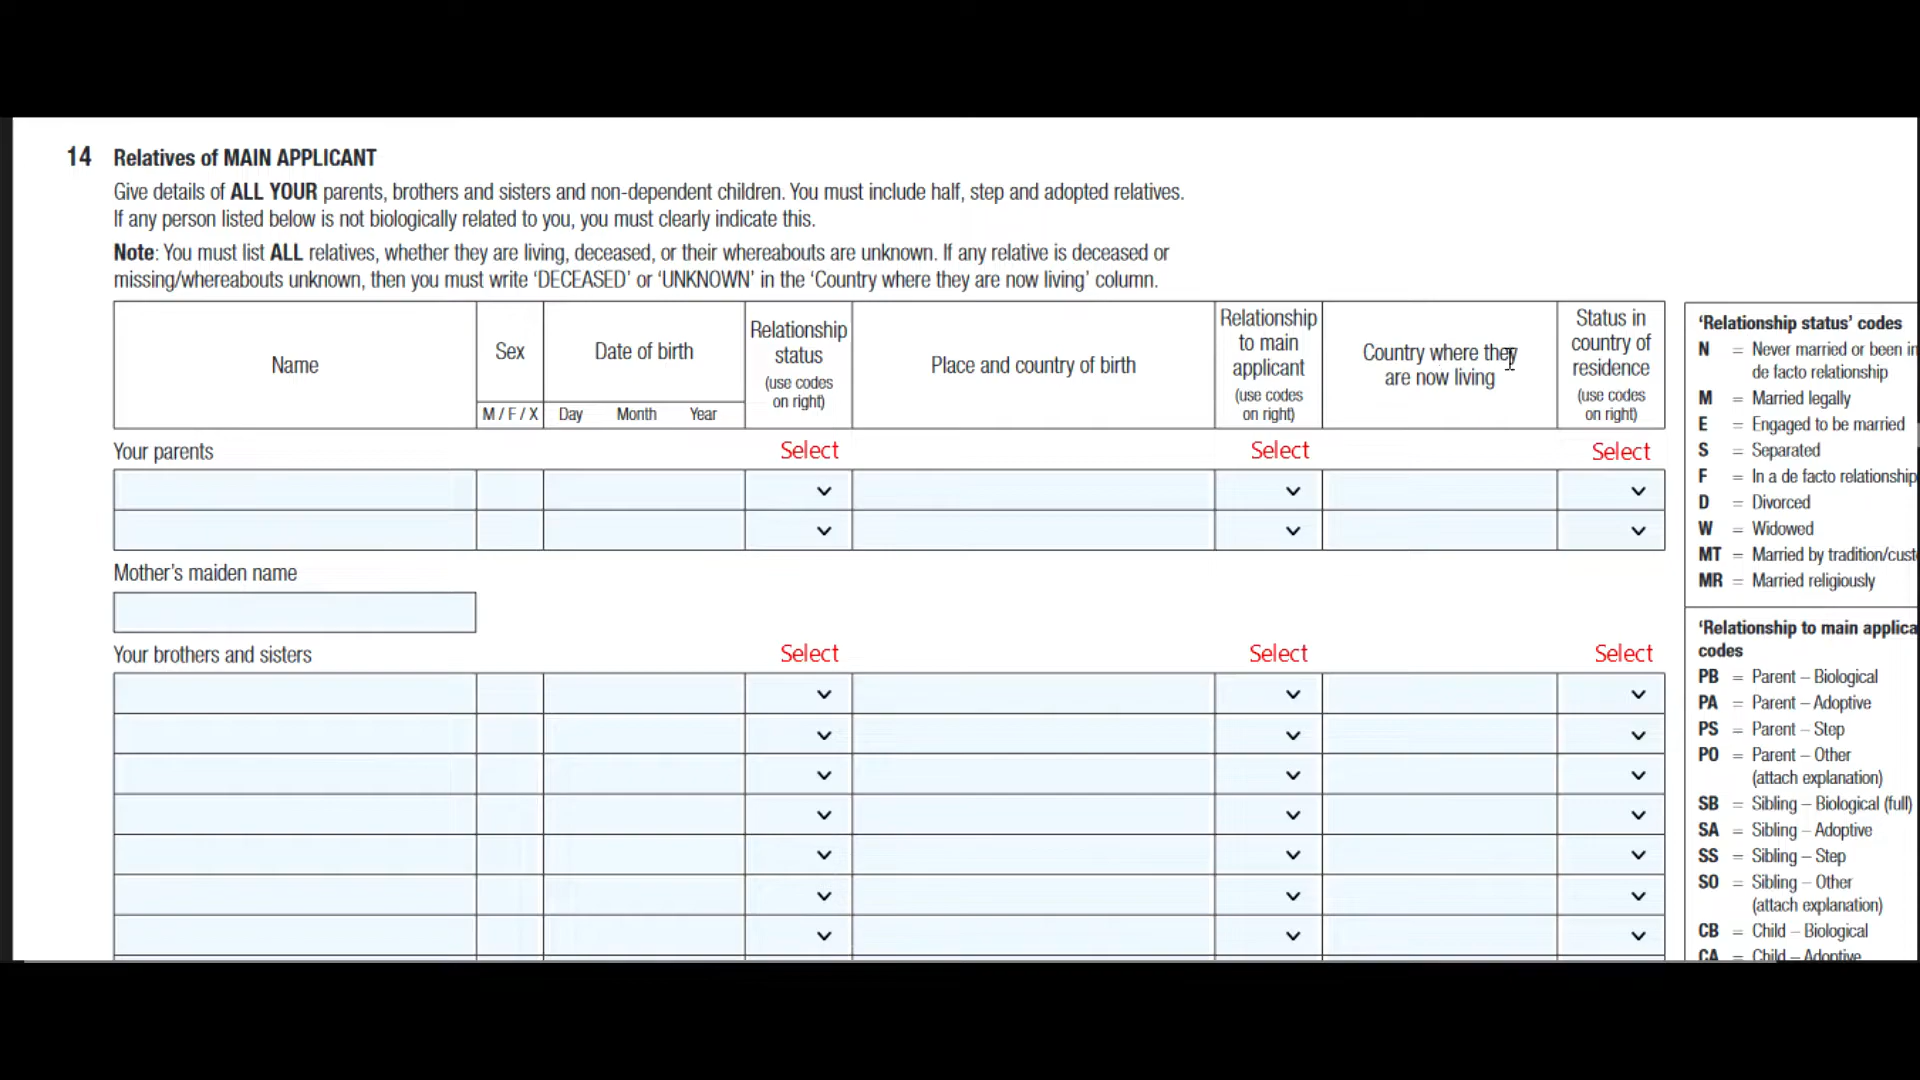 14 Relatives of MAIN APPLICANT
Give details of ALL YOUR parents, brothers and sisters and non-dependent children. You must include half, step and adopted relatives.
If any person listed below is not biologically related to you, you must clearly indicate this.
Note: You must list ALL relatives, whether they are living, deceased, or their whereabouts are unknown. If any relative is deceased or
missing/whereabouts unknown, then you must write ‘DECEASED’ or ‘UNKNOWN’ in the ‘Country where they are now living’ column.
Name
Sex
M / F / X
Date of birth
Day Month Year
Relationship
status
(use codes
on right)
Place and country of birth
Relationship
to main
applicant
(use codes
on right)
Country where they
are now living
Status in
country of
residence
(use codes
on right)
Your parents Select Select Select
Mother’s maiden name
Your brothers and sisters Select Select Select
‘Relationship status’ codes
N = Never married or been in
de facto relationship
M = Married legally
E = Engaged to be married
S = Separated
F = In a de facto relationship
D = Divorced
W = Widowed
MT = Married by tradition/cust
MR = Married religiously
‘Relationship to main applica
codes
PB = Parent – Biological
PA = Parent – Adoptive
PS = Parent – Step
PO = Parent – Other
(attach explanation)
SB = Sibling – Biological (full)
SA = Sibling – Adoptive
SS = Sibling – Step
SO = Sibling – Other
(attach explanation)
CB = Child – Biological
CA = Child – Adoptive